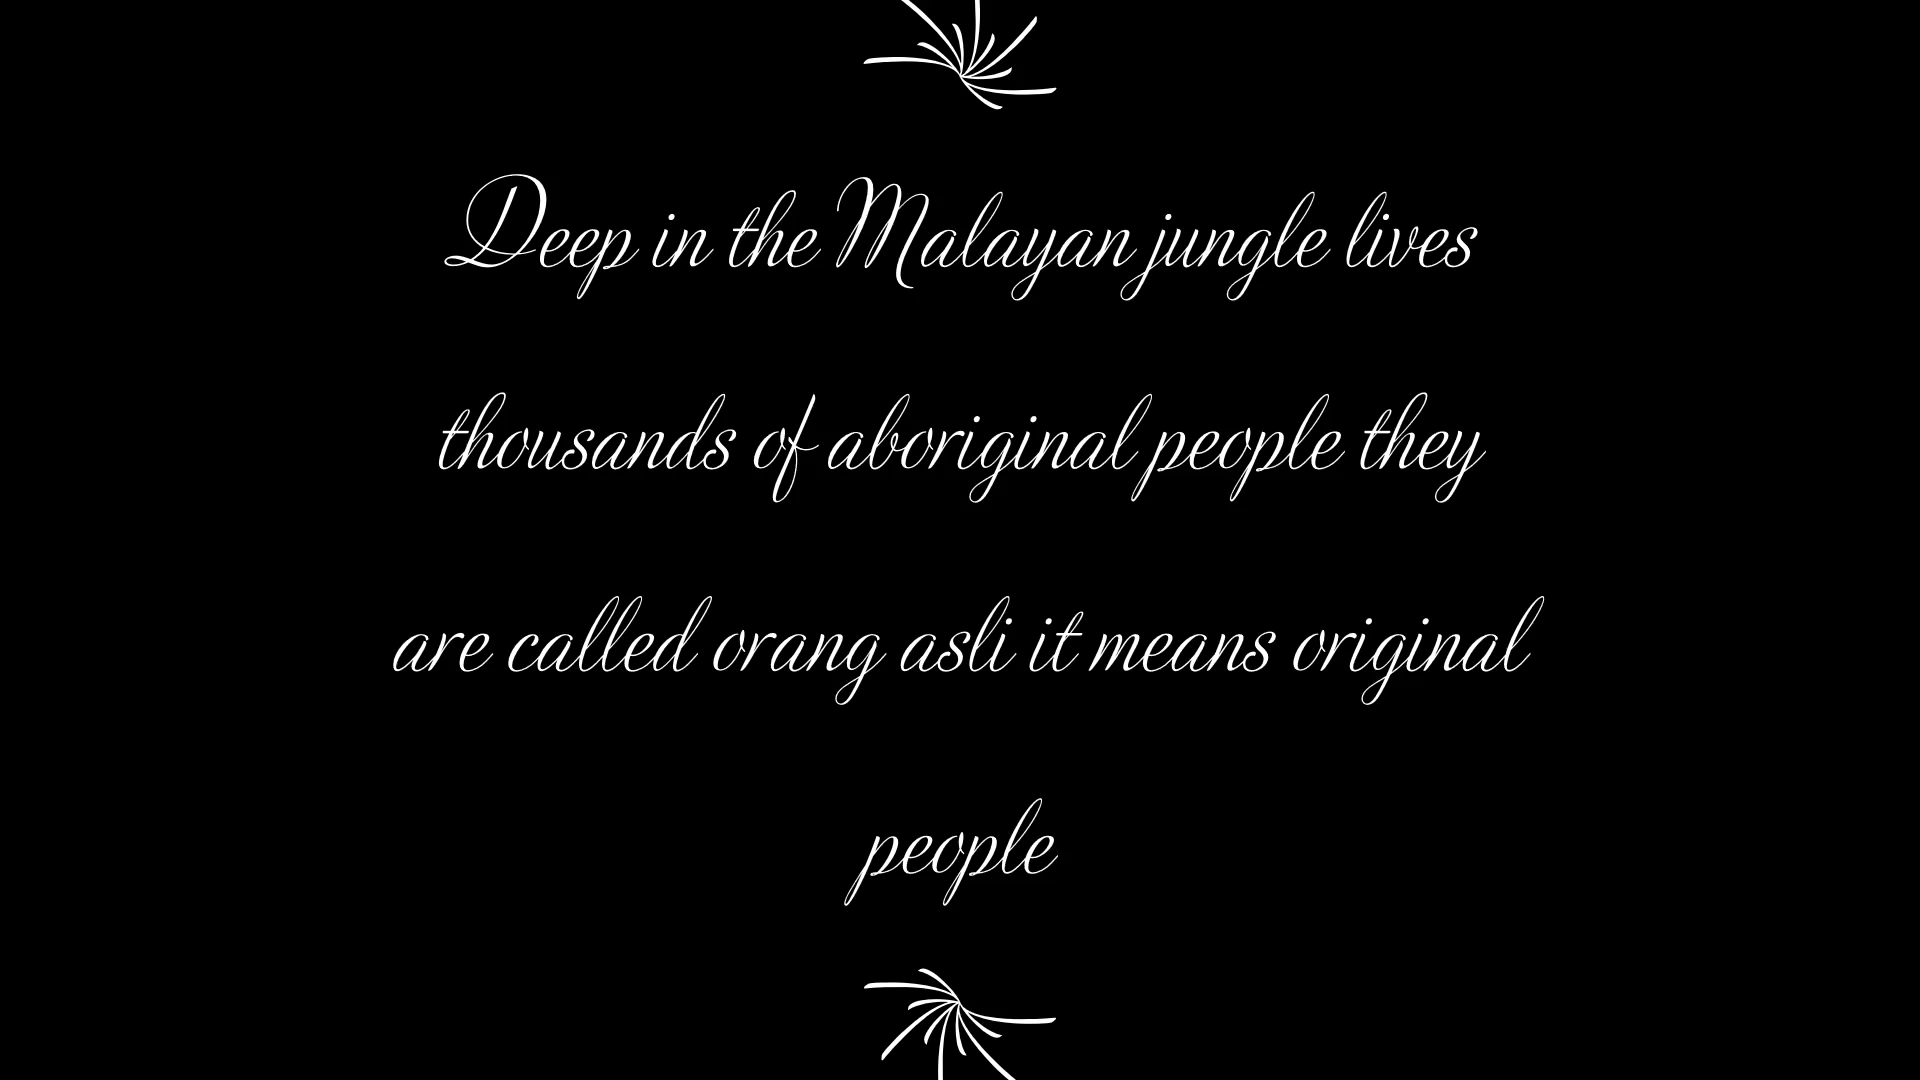 Deep in the Malayan jungle lives
thousands of aboriginal people they
are called orang asli it means original
people